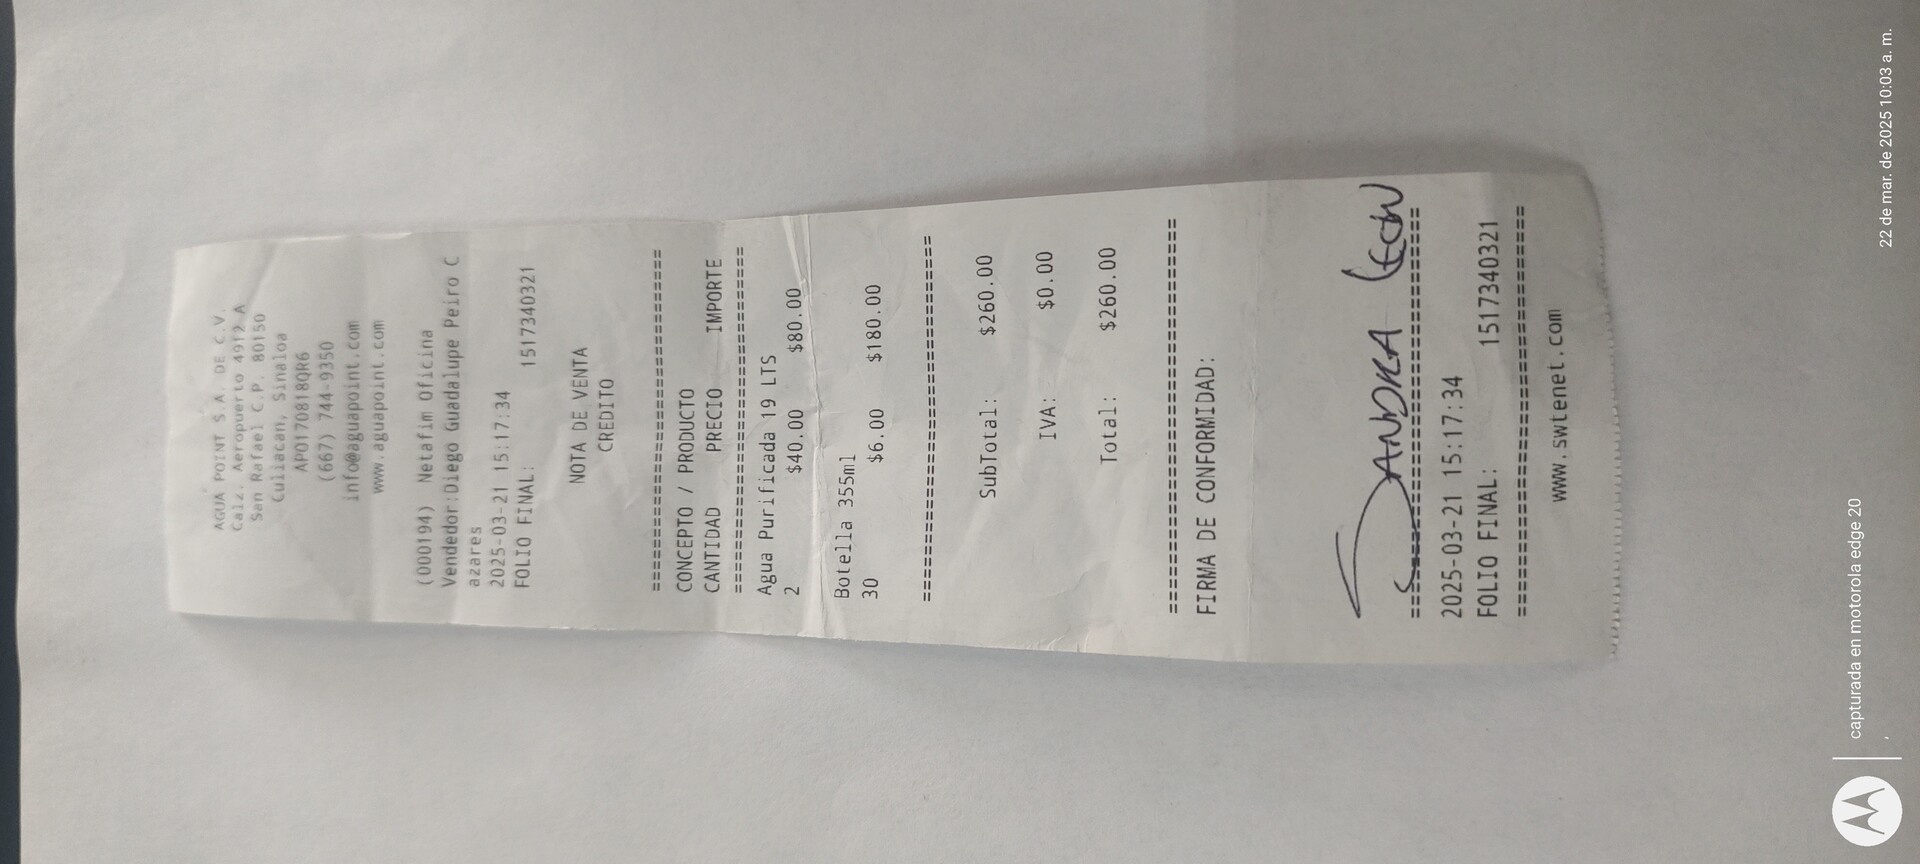 AGUA POINT S.A. DE C.V.
Calz. Aeropuerto 4912 A
San Rafael C.P. 80150
Culiacan, Sinaloa
APO170818QR6
(667) 744-9350
info@aguapoint.com
www.aguapoint.com
(000194) Netafim Oficina
Vendedor:Diego Guadalupe Peiro C
azares
2025-03-21 15:17:34
FOLIO FINAL: 1517340321
NOTA DE VENTA
CREDITO
================================
CONCEPTO / PRODUCTO
CANTIDAD PRECIO IMPORTE
================================
Agua Purificada 19 LTS
2 $40.00 $80.00
Botella 355ml
30 $6.00 $180.00
================================
SubTotal: $260.00
IVA: $0.00
Total: $260.00
================================
FIRMA DE CONFORMIDAD:
SANDRA LEON
================================
2025-03-21 15:17:34
FOLIO FINAL: 1517340321
================================
www.swtenet.com
capturada en motorola edge 20
22 de mar. de 2025 10:03 a. m.